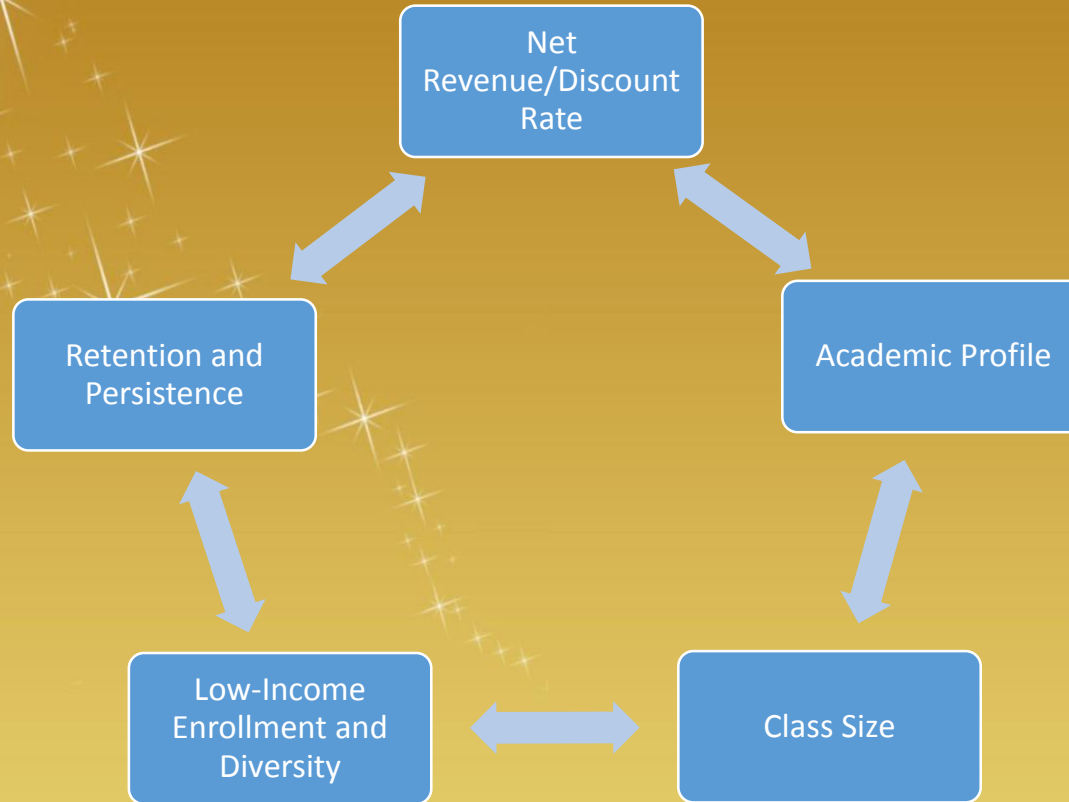 Net
Revenue/Discount
Rate
Retention and
Persistence
Academic Profile
Low-Income
Enrollment and
Diversity
Class Size